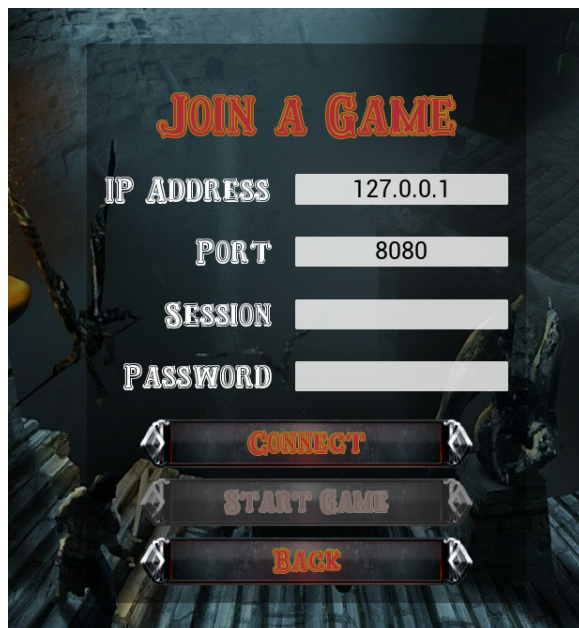 Join a Game
IP Address 127.0.0.1
Port 8080
Session
Password
Connect
Start Game
Back